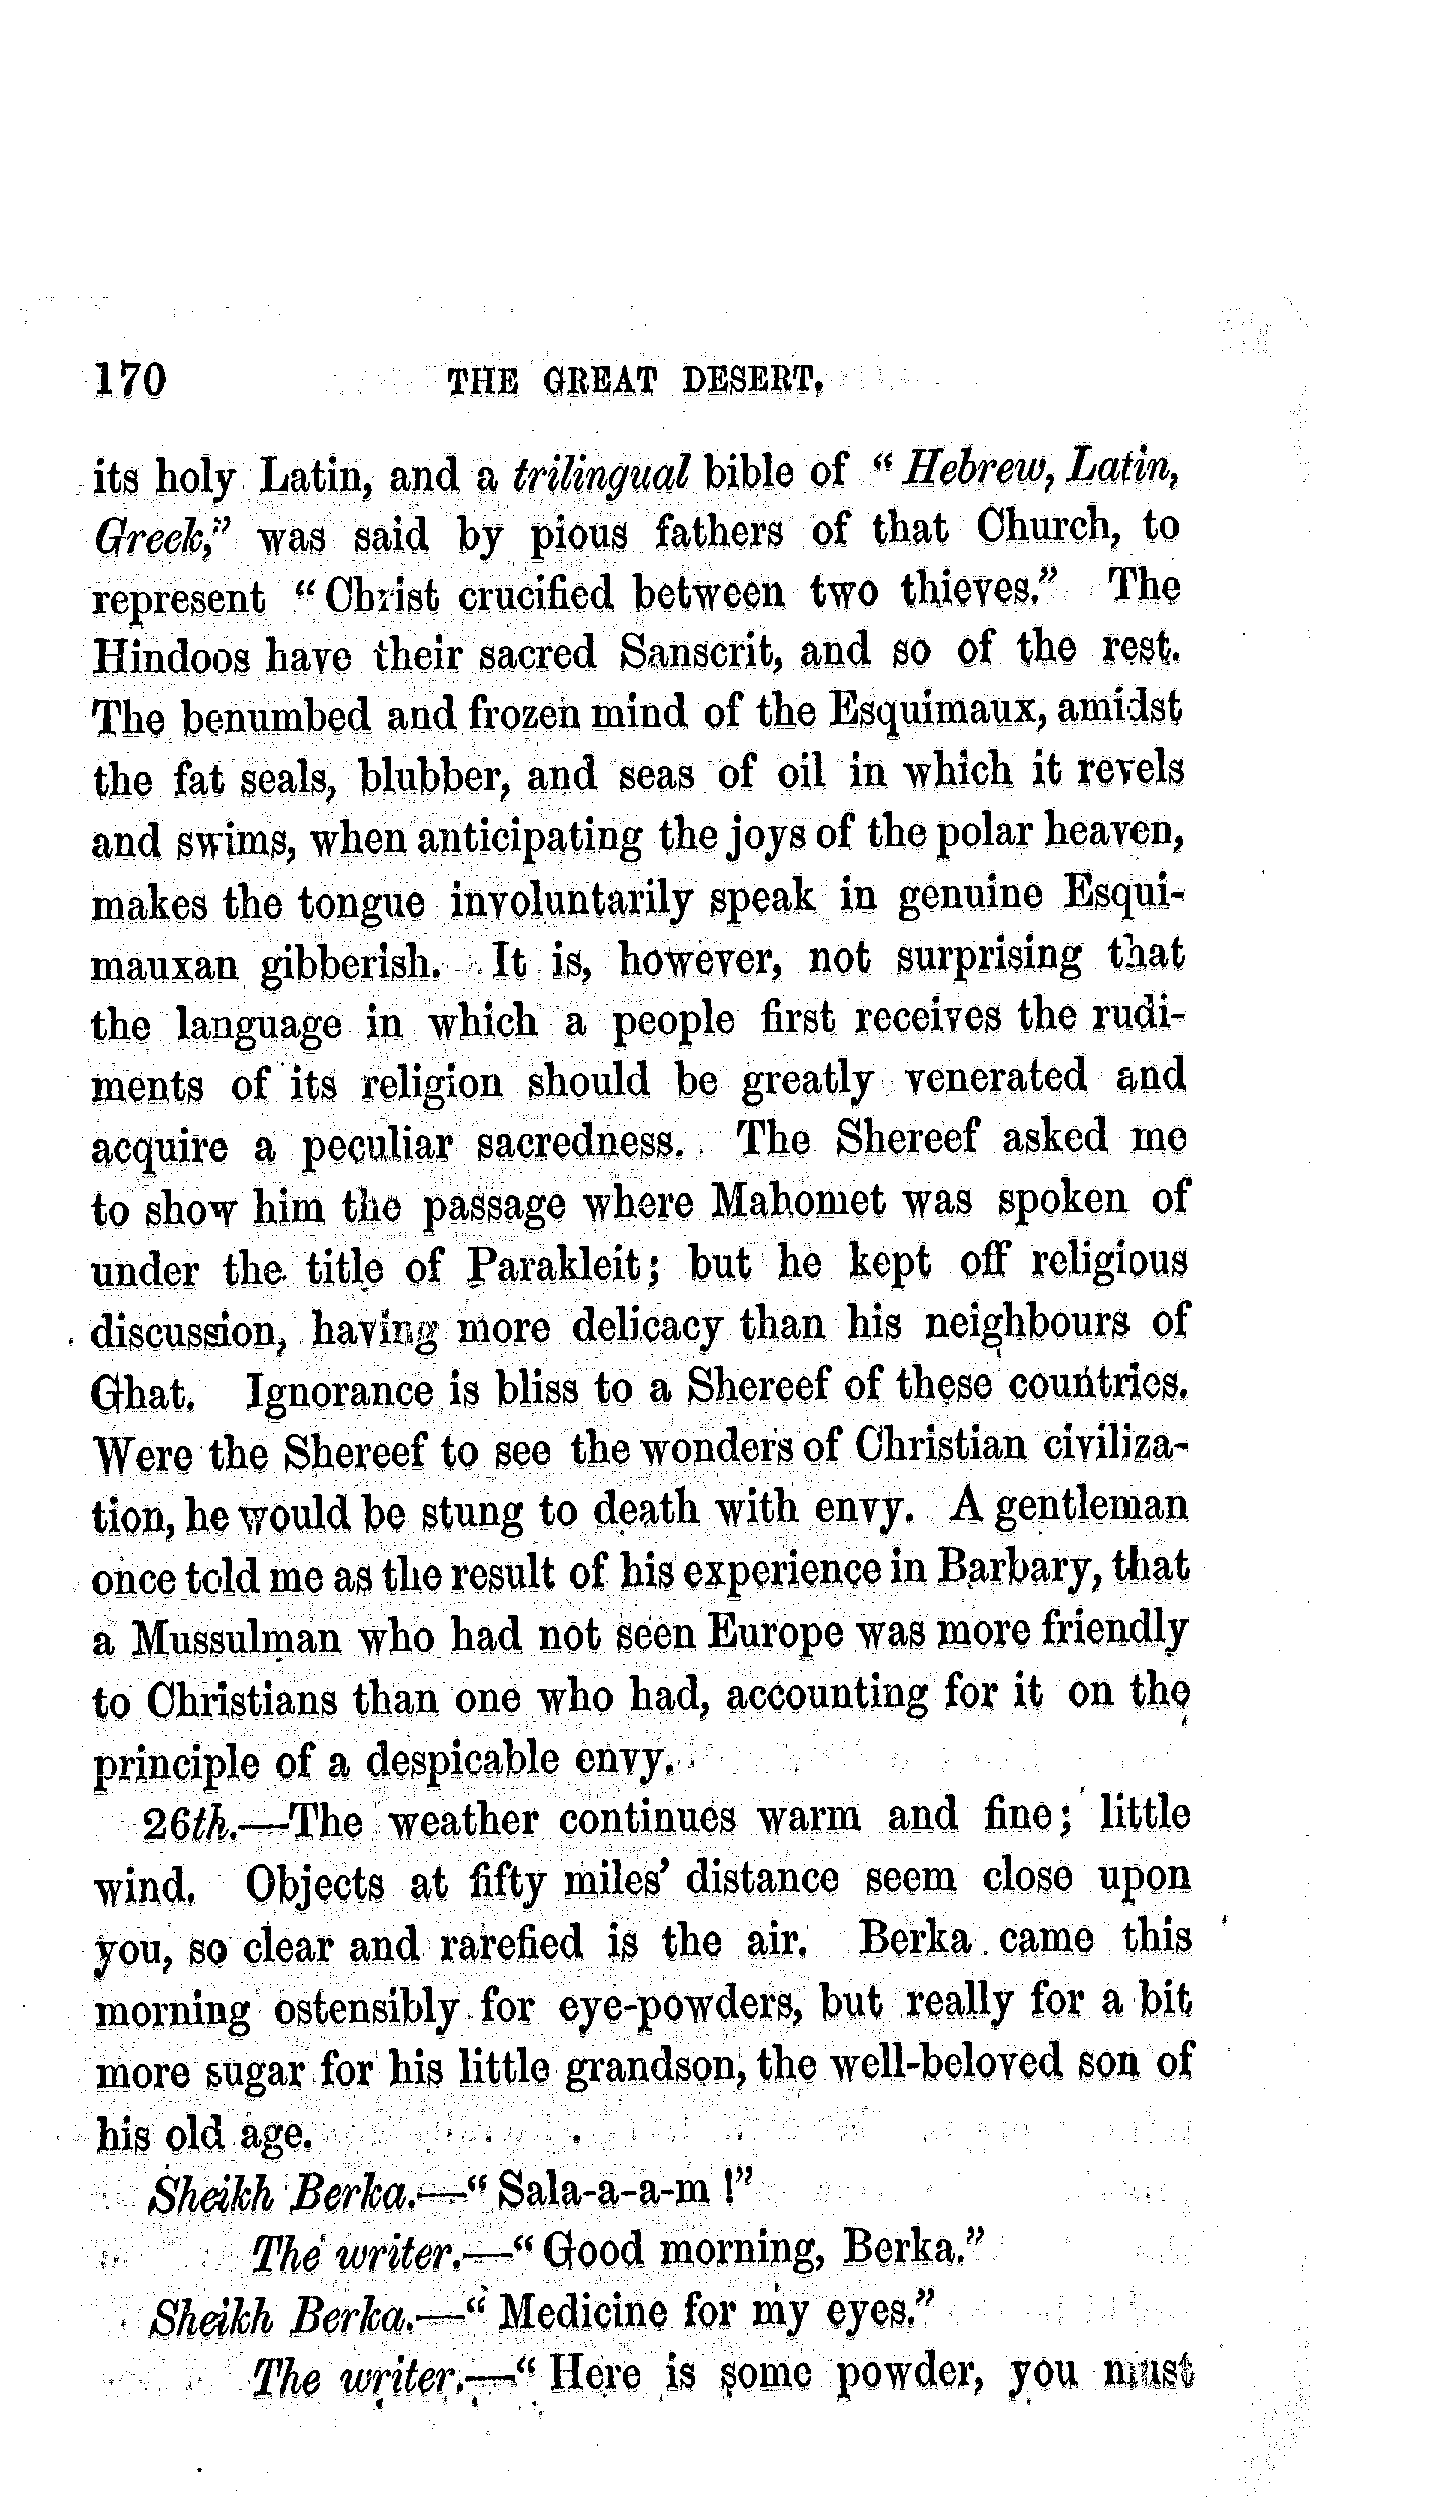 170 THE GREAT DESERT.
its holy Latin, and a trilingual bible of “Hebrew, Latin,
Greek,” was said by pious fathers of that Church, to
represent “Christ crucified between two thieves.” The
Hindoos have their sacred Sanscrit, and so of the rest.
The benumbed and frozen mind of the Esquimaux, amidst
the fat seals, blubber, and seas of oil in which it revels
and swims, when anticipating the joys of the polar heaven,
makes the tongue involuntarily speak in genuine Esqui-
mauxan gibberish. It is, however, not surprising that
the language in which a people first receives the rudi-
ments of its religion should be greatly venerated and
acquire a peculiar sacredness. The Shereef asked me
to show him the passage where Mahomet was spoken of
under the title of Parakleit; but he kept off religious
discussion, having more delicacy than his neighbours of
Ghat. Ignorance is bliss to a Shereef of these countries.
Were the Shereef to see the wonders of Christian civiliza-
tion, he would be stung to death with envy. A gentleman
once told me as the result of his experience in Barbary, that
a Mussulman who had not seen Europe was more friendly
to Christians than one who had, accounting for it on the
principle of a despicable envy.
26th.—The weather continues warm and fine; little
wind. Objects at fifty miles’ distance seem close upon
you, so clear and rarefied is the air. Berka came this
morning ostensibly for eye-powders, but really for a bit
more sugar for his little grandson, the well-beloved son of
his old age.
Sheikh Berka.—“Sala-a-a-m!”
The writer.—“Good morning, Berka.”
Sheikh Berka.—“Medicine for my eyes.”
The writer.—“Here is some powder, you must